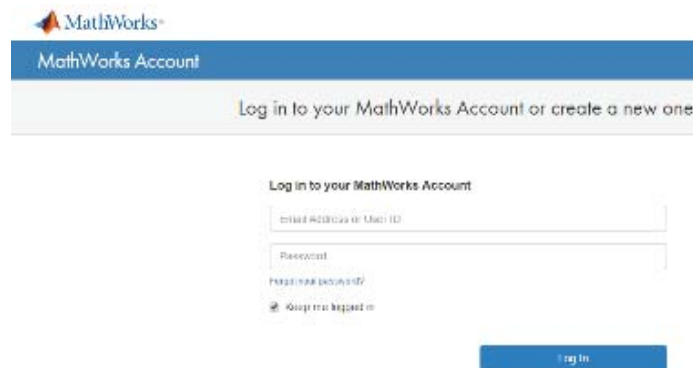 MathWorks®
MathWorks Account
Log in to your MathWorks Account or create a new one
Log in to your MathWorks Account
Email Address or User ID
Password
Forgot your password?
Keep me logged in
Log In